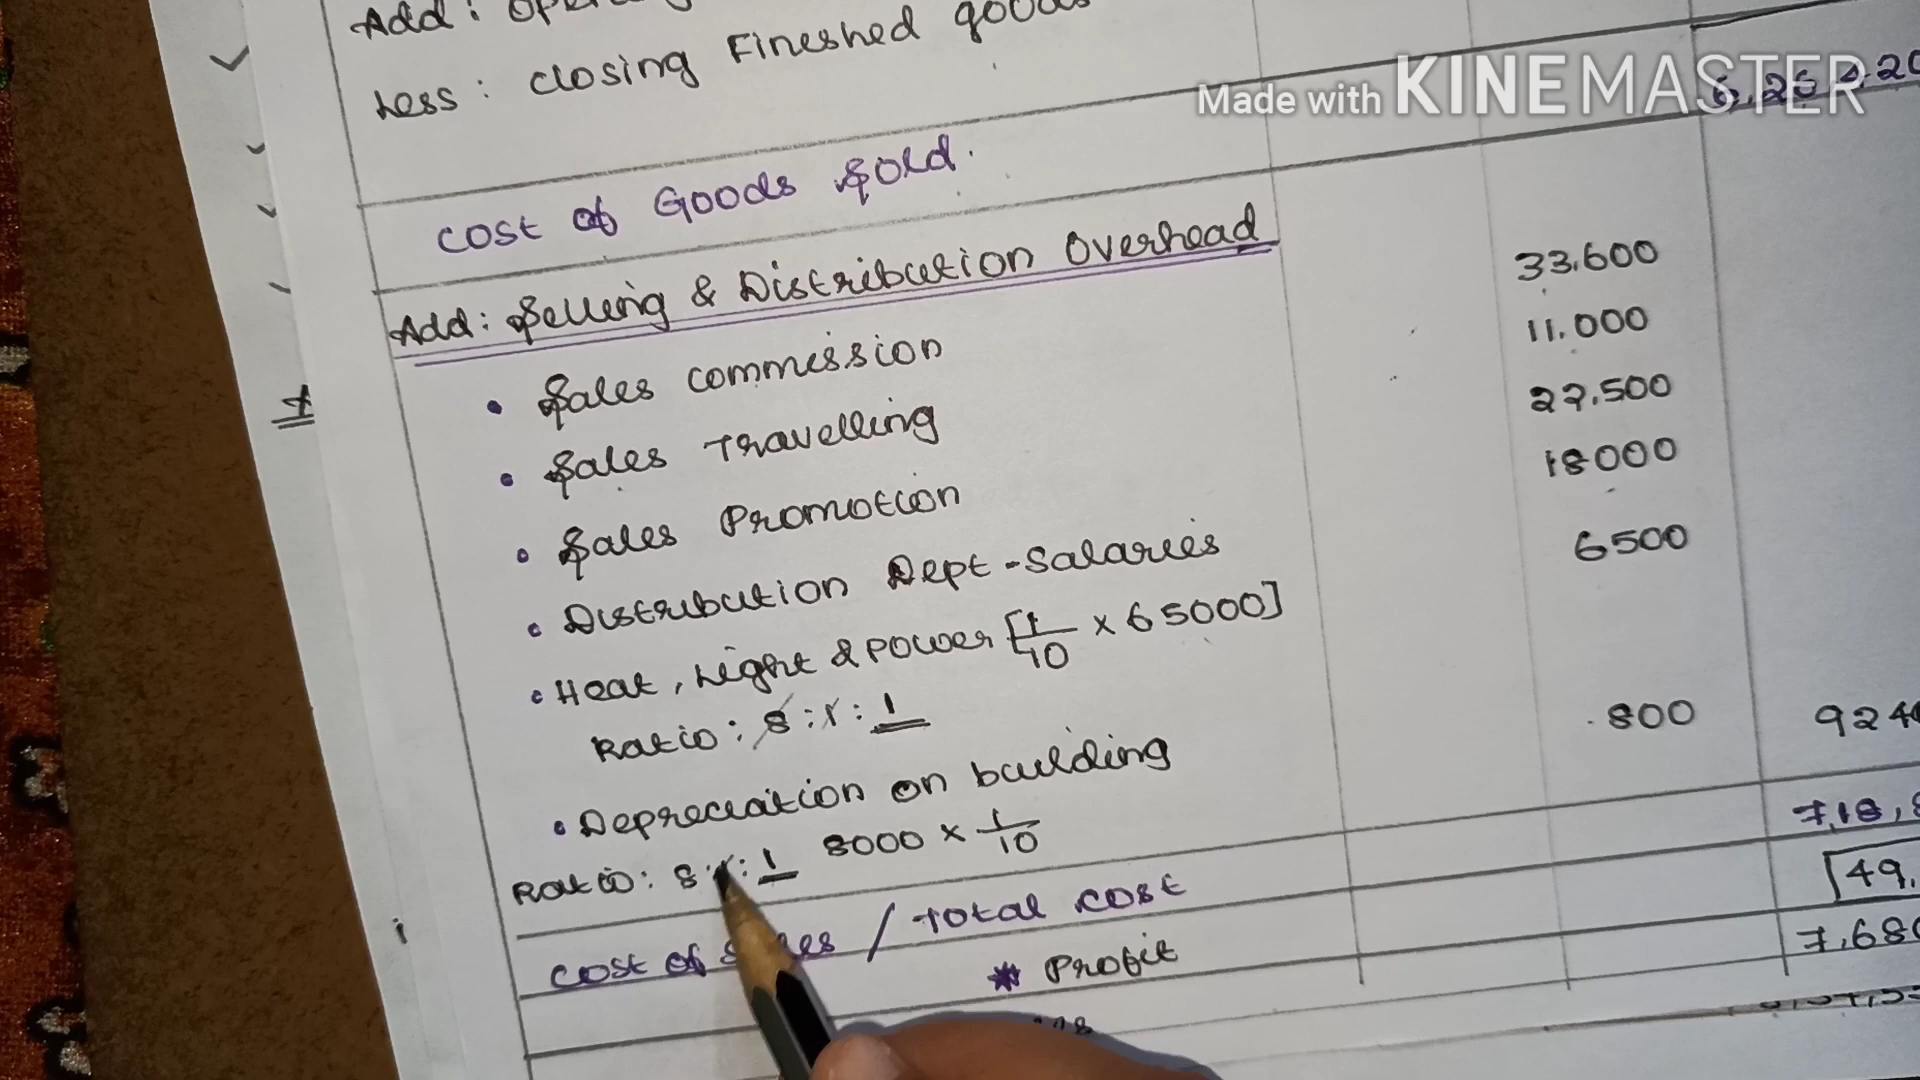 Add:
Less: closing Fineshed goods
Made with KINEMASTER
Cost of Goods Sold.
Add: Selling & Distribution Overhead
• Sales commission 33,600
• Sales Travelling 11,000
• Sales Promotion 22,500
• Distribution Dept-Salaries 18000
• Heat, Light & Power [1/10 × 65000] 6500
Ratio: 8:1:1
• Depreciation on building 800
Ratio: 8:1:1 8000 × 1/10
Cost of / Total cost
* Profit